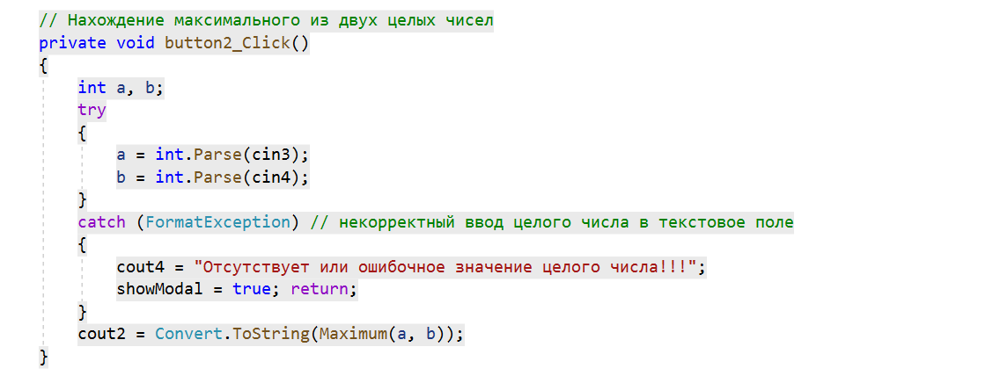 // Нахождение максимального из двух целых чисел
private void button2_Click()
{
    int a, b;
    try
    {
        a = int.Parse(cin3);
        b = int.Parse(cin4);
    }
    catch (FormatException) // некорректный ввод целого числа в текстовое поле
    {
        cout4 = "Отсутствует или ошибочное значение целого числа!!!";
        showModal = true; return;
    }
    cout2 = Convert.ToString(Maximum(a, b));
}